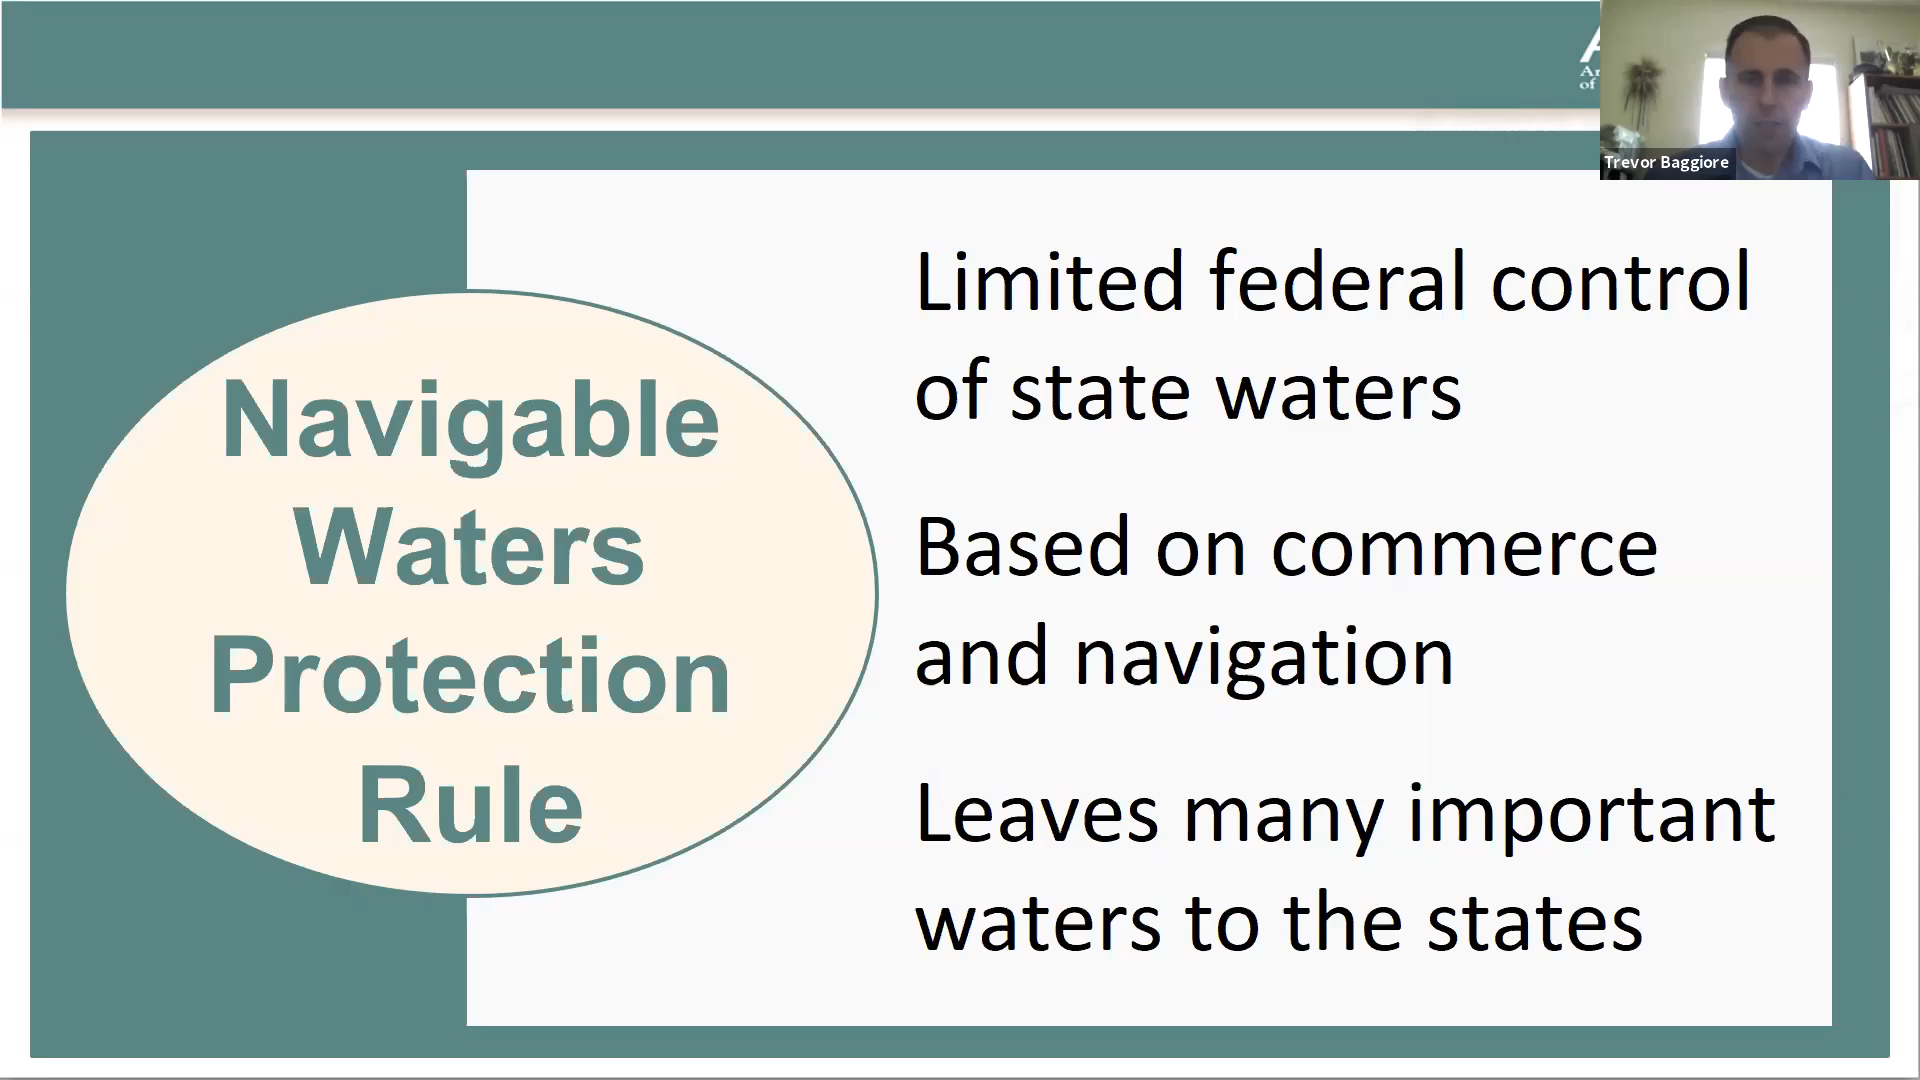 Trevor Baggiore
Navigable
Waters
Protection
Rule
Limited federal control
of state waters
Based on commerce
and navigation
Leaves many important
waters to the states